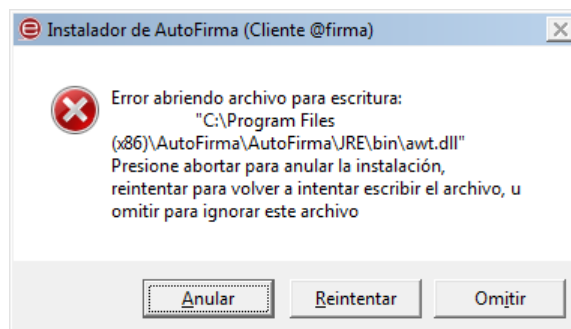 Instalador de AutoFirma (Cliente @firma)
Error abriendo archivo para escritura:
"C:\Program Files
(x86)\AutoFirma\AutoFirma\JRE\bin\awt.dll"
Presione abortar para anular la instalación,
reintentar para volver a intentar escribir el archivo, u
omitir para ignorar este archivo
Anular Reintentar Omitir